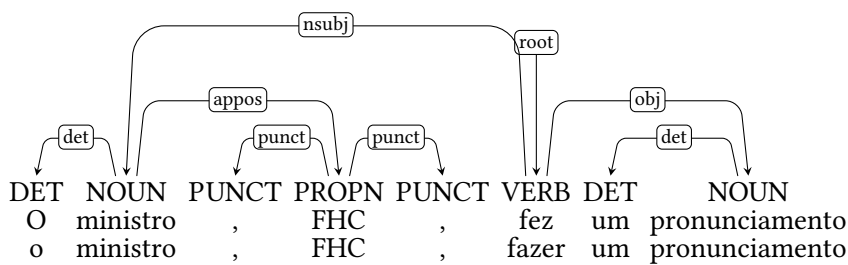 nsubj
root
appos obj
det punct punct det
DET NOUN PUNCT PROPN PUNCT VERB DET NOUN
O ministro , FHC , fez um pronunciamento
o ministro , FHC , fazer um pronunciamento